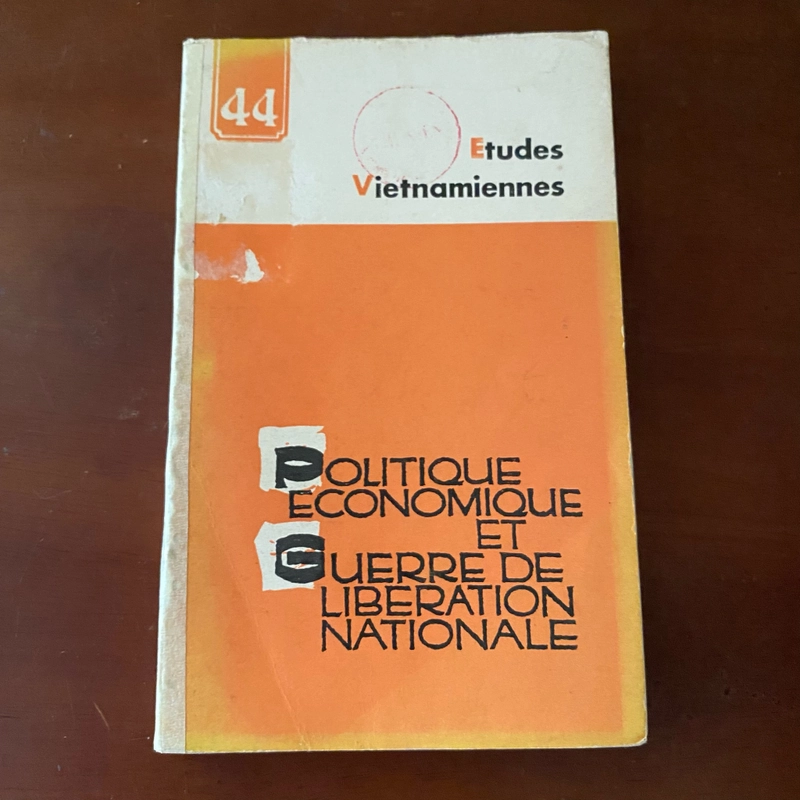 44
Etudes
Vietnamiennes
POLITIQUE
ECONOMIQUE
ET
GUERRE DE
LIBERATION
NATIONALE